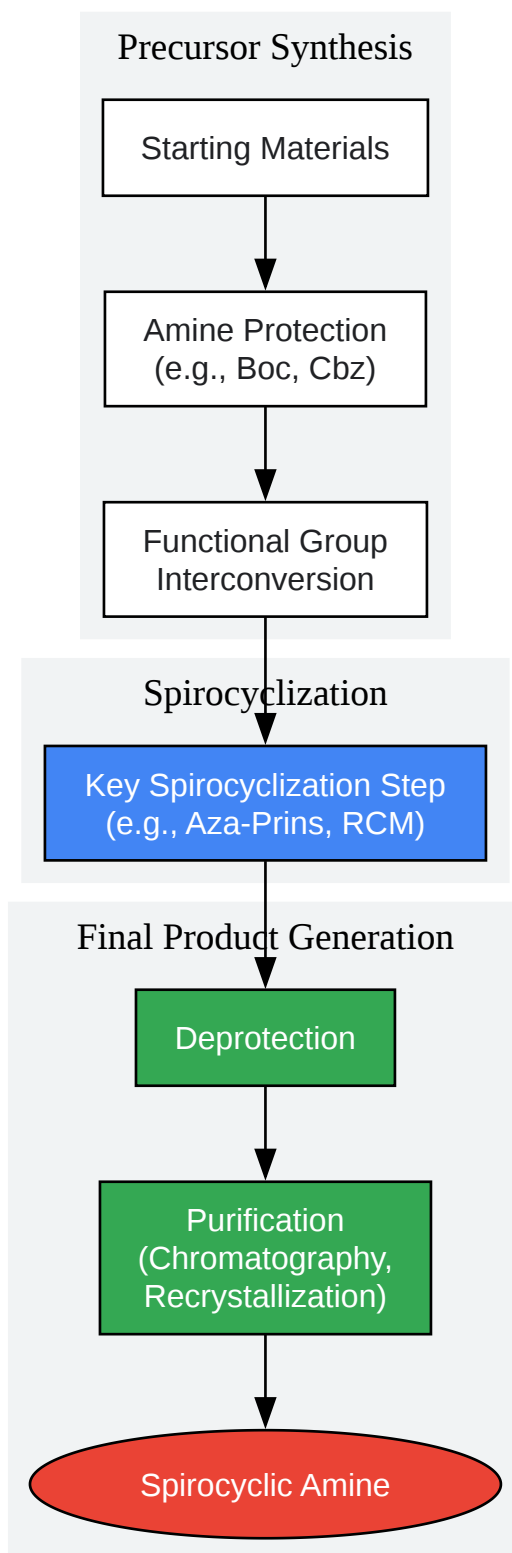 Precursor Synthesis
Starting Materials
Amine Protection
(e.g., Boc, Cbz)
Functional Group
Interconversion
Spirocyclization
Key Spirocyclization Step
(e.g., Aza-Prins, RCM)
Final Product Generation
Deprotection
Purification
(Chromatography,
Recrystallization)
Spirocyclic Amine